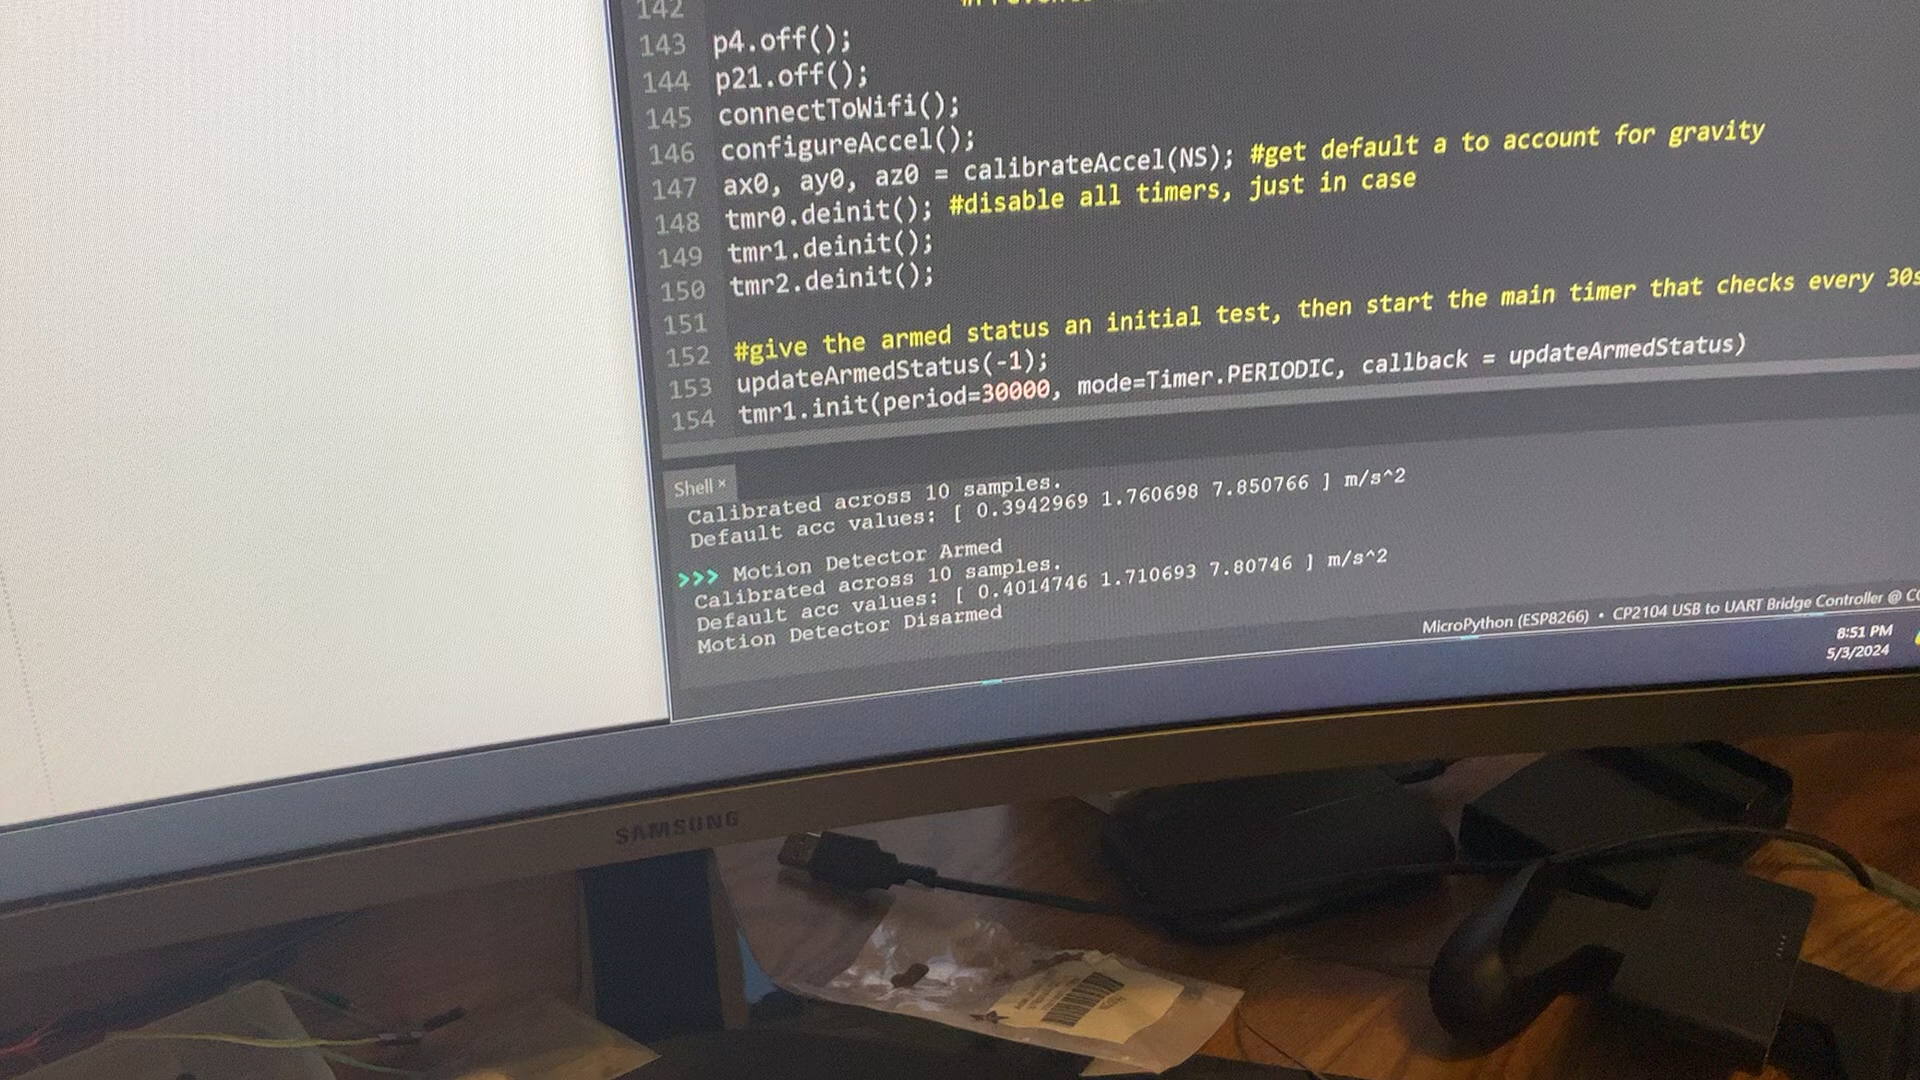 142
143 p4.off();
144 p21.off();
145 connectToWifi();
146 configureAccel();
147 ax0, ay0, az0 = calibrateAccel(NS); #get default a to account for gravity
148 tmr0.deinit(); #disable all timers, just in case
149 tmr1.deinit();
150 tmr2.deinit();
151
152 #give the armed status an initial test, then start the main timer that checks every 30s
153 updateArmedStatus(-1);
154 tmr1.init(period=30000, mode=Timer.PERIODIC, callback = updateArmedStatus)
Shell ×
Calibrated across 10 samples.
Default acc values: [ 0.3942969 1.760698 7.850766 ] m/s^2
>>> Motion Detector Armed
Calibrated across 10 samples.
Default acc values: [ 0.4014746 1.710693 7.80746 ] m/s^2
Motion Detector Disarmed
MicroPython (ESP8266) • CP2104 USB to UART Bridge Controller @
8:51 PM
5/3/2024
SAMSUNG